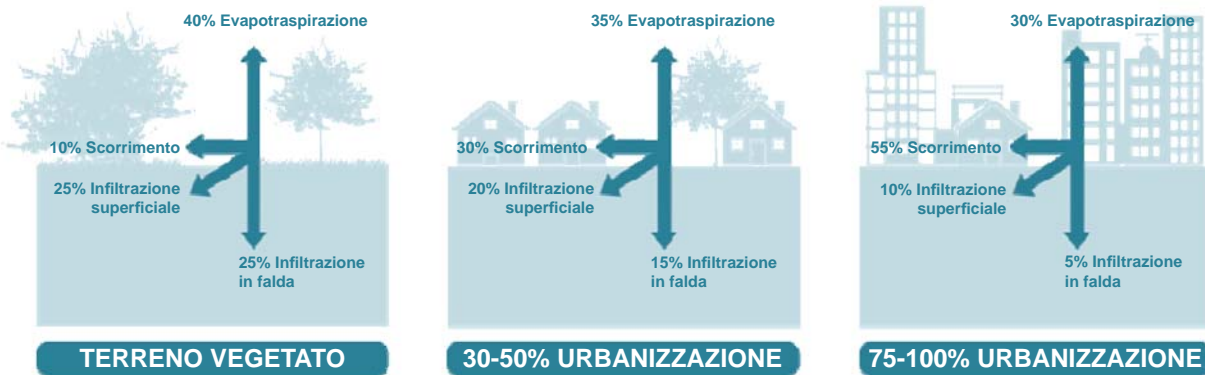 40% Evapotraspirazione
10% Scorrimento
25% Infiltrazione
superficiale
25% Infiltrazione
in falda
TERRENO VEGETATO
35% Evapotraspirazione
30% Scorrimento
20% Infiltrazione
superficiale
15% Infiltrazione
in falda
30-50% URBANIZZAZIONE
30% Evapotraspirazione
55% Scorrimento
10% Infiltrazione
superficiale
5% Infiltrazione
in falda
75-100% URBANIZZAZIONE